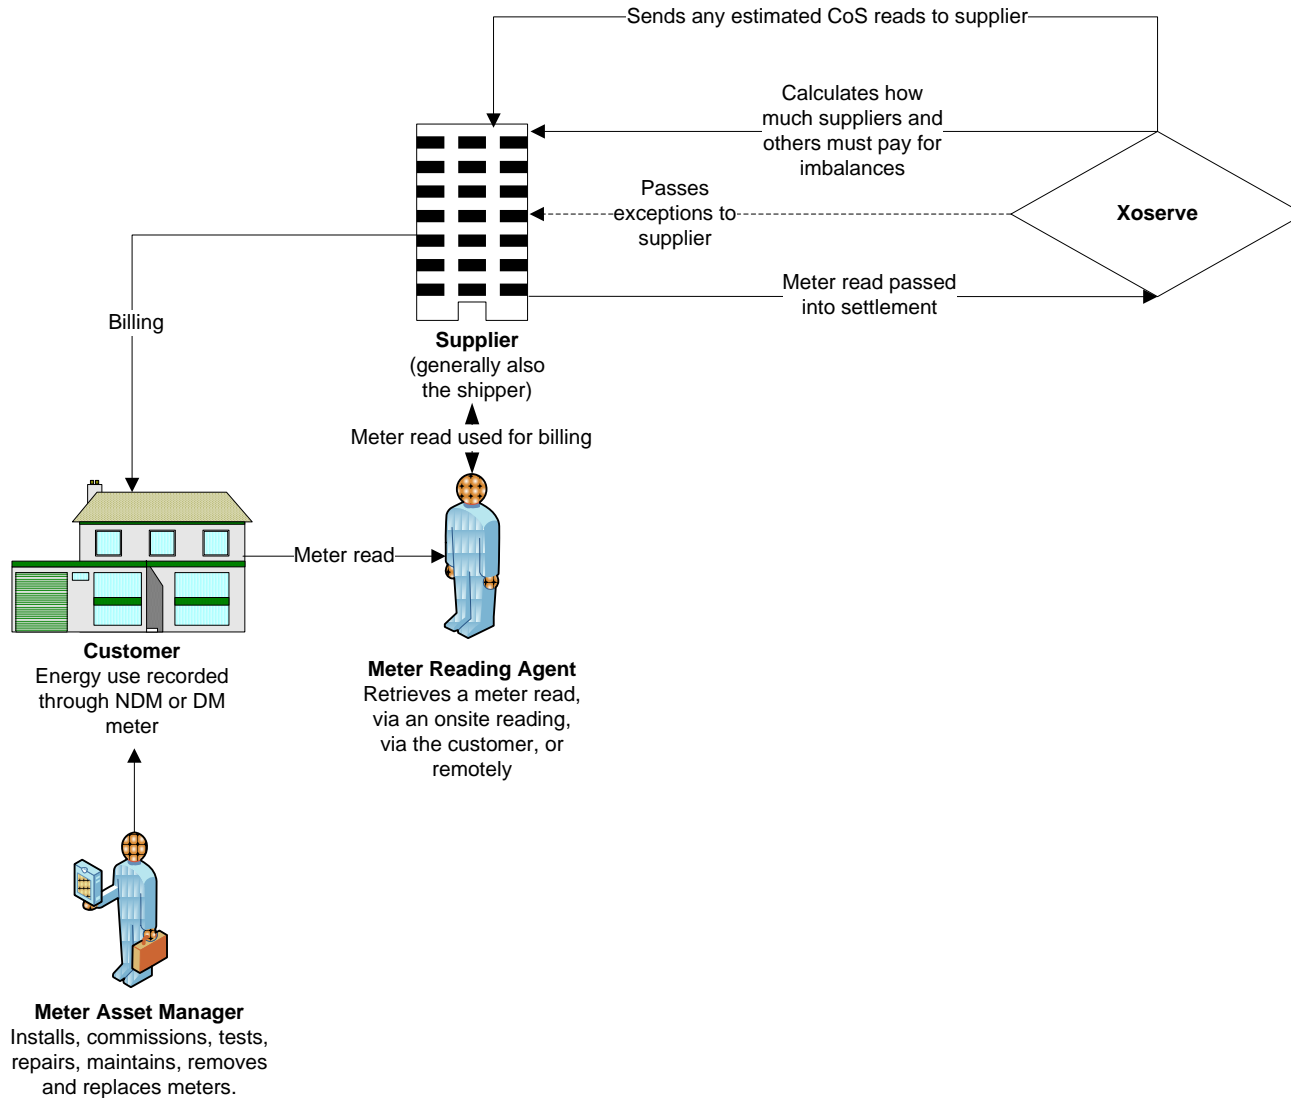 Sends any estimated CoS reads to supplier
Calculates how
much suppliers and
others must pay for
imbalances
Passes
exceptions to
supplier
Xoserve
Meter read passed
into settlement
Billing
Supplier
(generally also
the shipper)
Meter read used for billing
Meter read
Customer
Energy use recorded
through NDM or DM
meter
Meter Reading Agent
Retrieves a meter read,
via an onsite reading,
via the customer, or
remotely
Meter Asset Manager
Installs, commissions, tests,
repairs, maintains, removes
and replaces meters.